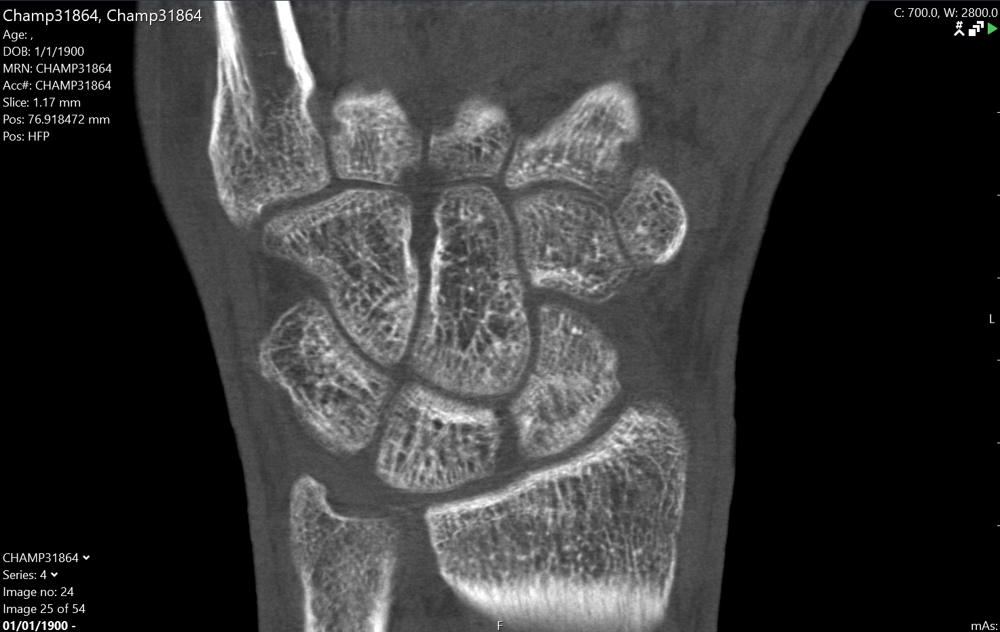 Champ31864, Champ31864
Age: ,
DOB: 1/1/1900
MRN: CHAMP31864
Acc#: CHAMP31864
Slice: 1.17 mm
Pos: 76.918472 mm
Pos: HFP
C: 700.0, W: 2800.0
#
L
CHAMP31864
Series: 4
Image no: 24
Image 25 of 54
01/01/1900 -
F
mAs: